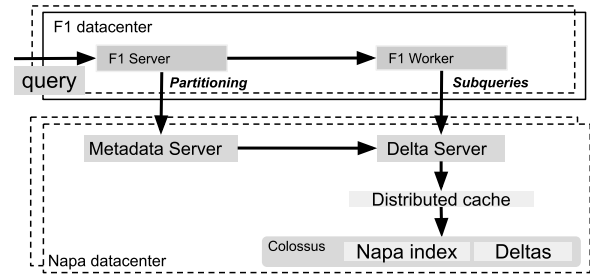 F1 datacenter
F1 Server
F1 Worker
query
Partitioning
Subqueries
Metadata Server
Delta Server
Distributed cache
Colossus
Napa index
Deltas
Napa datacenter